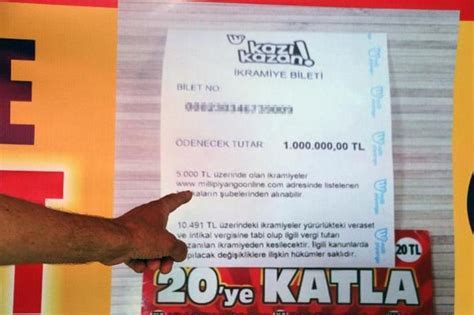 kazı
kazan!
İKRAMİYE BİLETİ
BİLET NO:
ÖDENECEK TUTAR: 1.000.000,00 TL
5.000 TL üzerinde olan ikramiyeler
www.millipiyangoonline.com adresinde listelenen
şubelerinden alınabilir.
10.491 TL üzerindeki ikramiyeler yürürlükteki veraset
ve intikal vergisine tabi olup ilgili vergi tutarı
ikramiyeden kesilecektir. İlgili kanunlarda
değişikliklere ilişkin hükümler saklıdır.
20 TL
20'ye KATLA